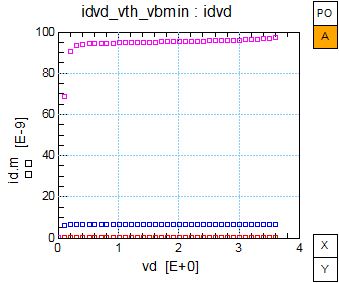 idvd_vth_vbmin : idvd
PO
A
100
80
60
40
20
0
id.m [E-9]
0 1 2 3 4
vd [E+0]
X
Y